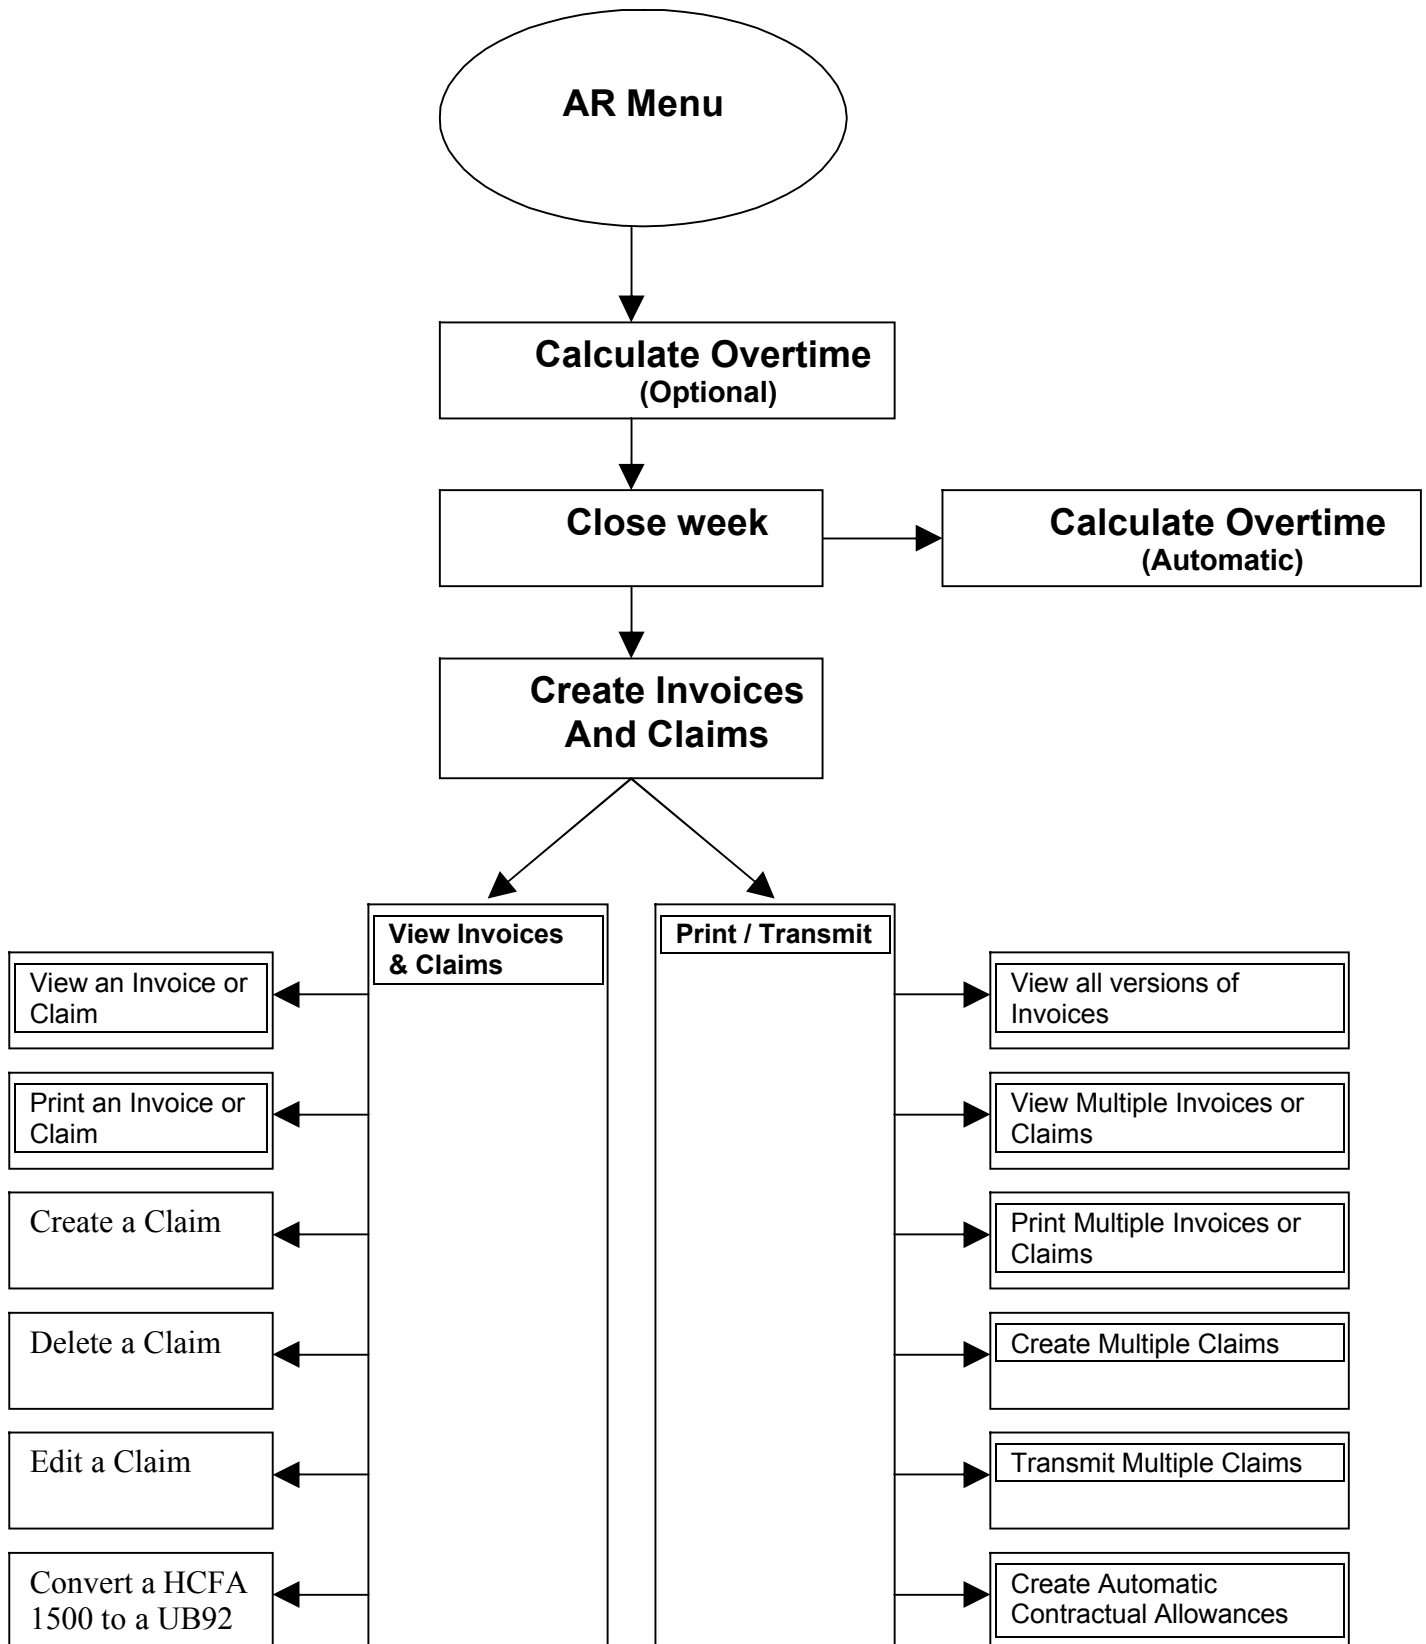 AR Menu
Calculate Overtime
(Optional)
Close week
Calculate Overtime
(Automatic)
Create Invoices
And Claims
View Invoices
& Claims
Print / Transmit
View an Invoice or
Claim
Print an Invoice or
Claim
Create a Claim
Delete a Claim
Edit a Claim
Convert a HCFA
1500 to a UB92
View all versions of
Invoices
View Multiple Invoices or
Claims
Print Multiple Invoices or
Claims
Create Multiple Claims
Transmit Multiple Claims
Create Automatic
Contractual Allowances